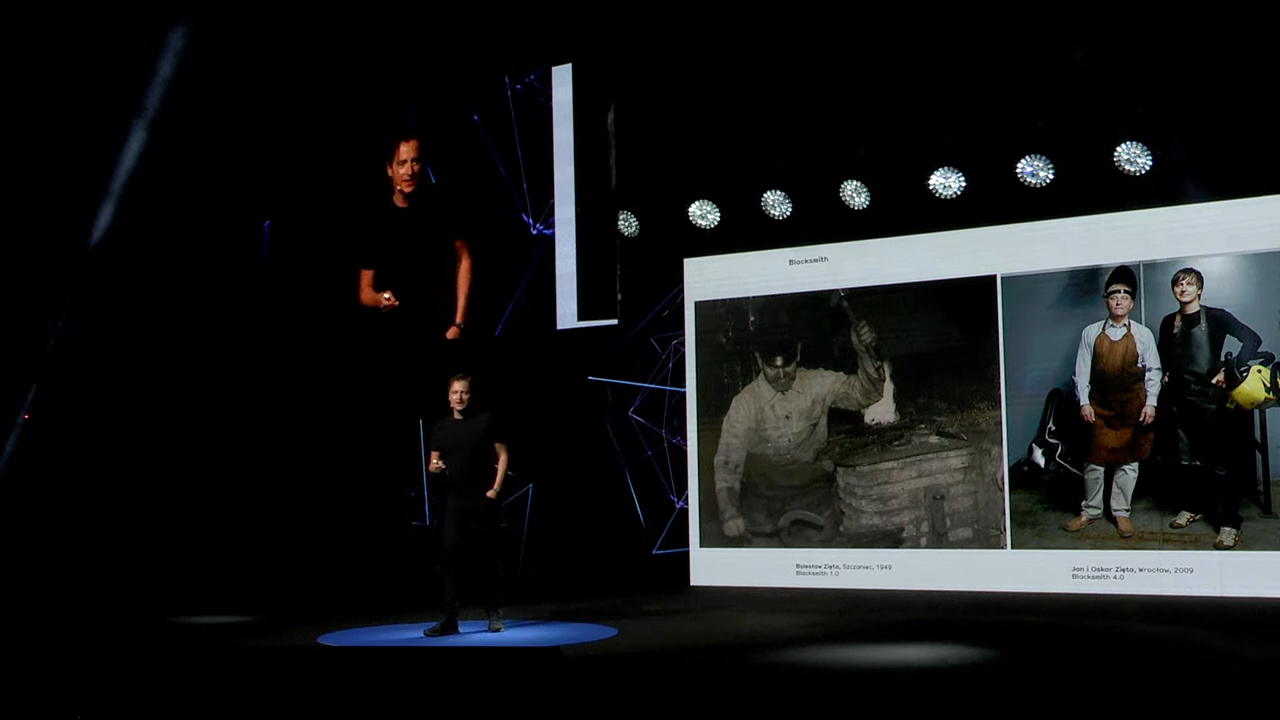 Blacksmith
Bolesław Zięta, Szczaniec, 1949
Blacksmith 1.0
Jan i Oskar Zięta, Wrocław, 2009
Blacksmith 4.0